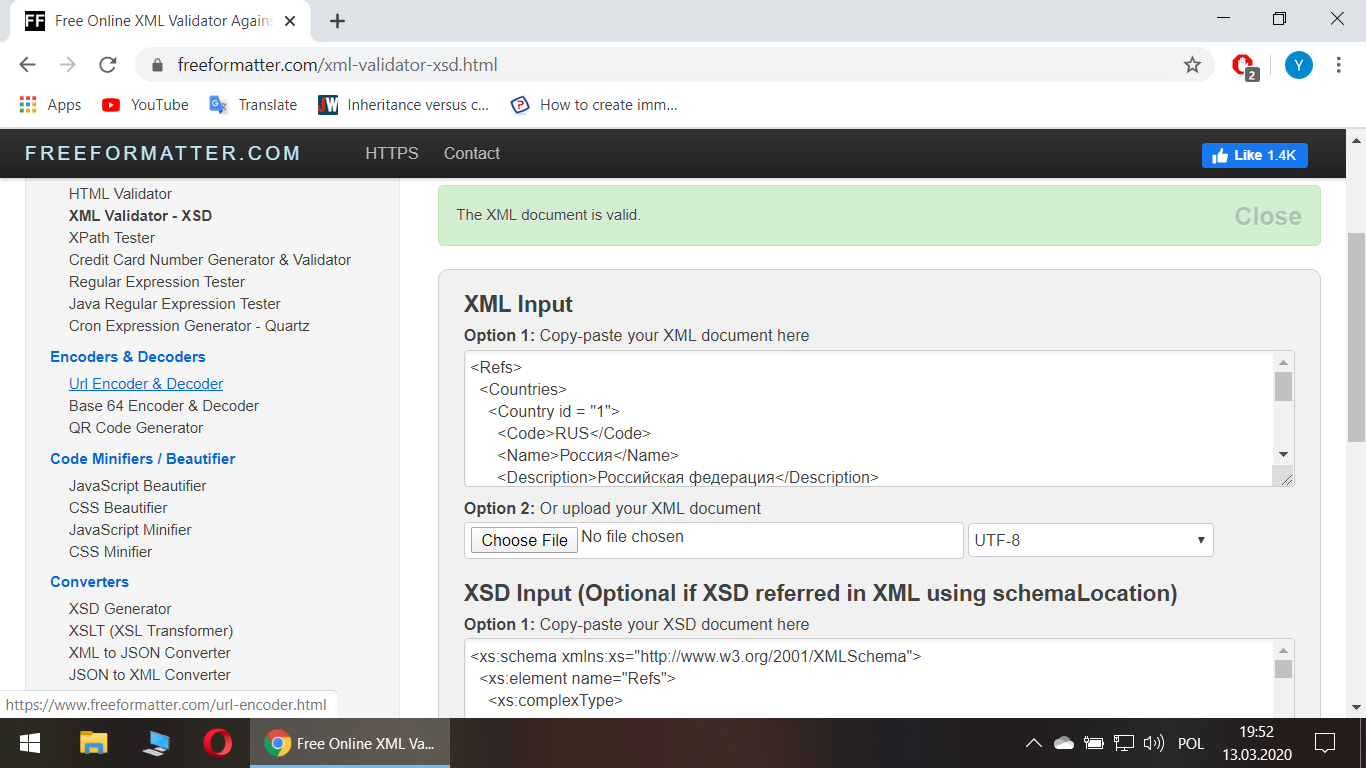 FF Free Online XML Validator Agains
freeformatter.com/xml-validator-xsd.html
2
Y
Apps
YouTube
Translate
JW Inheritance versus c...
How to create imm...
FREEFORMATTER.COM
HTTPS
Contact
Like 1.4K
HTML Validator
XML Validator - XSD
XPath Tester
Credit Card Number Generator & Validator
Regular Expression Tester
Java Regular Expression Tester
Cron Expression Generator - Quartz
Encoders & Decoders
Url Encoder & Decoder
Base 64 Encoder & Decoder
QR Code Generator
Code Minifiers / Beautifier
JavaScript Beautifier
CSS Beautifier
JavaScript Minifier
CSS Minifier
Converters
XSD Generator
XSLT (XSL Transformer)
XML to JSON Converter
JSON to XML Converter
https://www.freeformatter.com/url-encoder.html
The XML document is valid.
Close
XML Input
Option 1: Copy-paste your XML document here
<Refs>
<Countries>
<Country id = "1">
<Code>RUS</Code>
<Name>Россия</Name>
<Description>Российская федерация</Description>
Option 2: Or upload your XML document
Choose File No file chosen
UTF-8
XSD Input (Optional if XSD referred in XML using schemaLocation)
Option 1: Copy-paste your XSD document here
<xs:schema xmlns:xs="http://www.w3.org/2001/XMLSchema">
<xs:element name="Refs">
<xs:complexType>
Free Online XML Va...
POL
19:52
13.03.2020